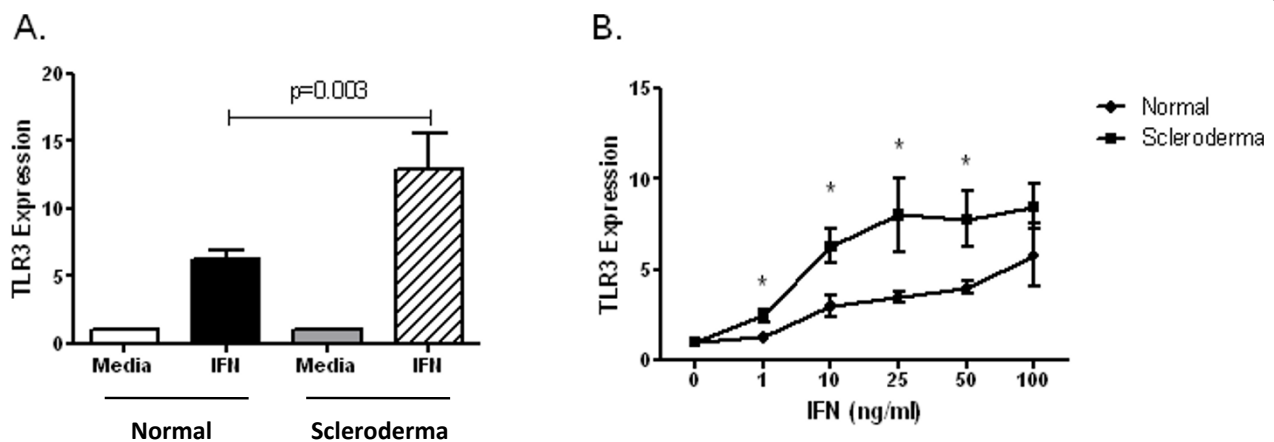 A.
TLR3 Expression
20
15
10
5
0
p=0.003
Media IFN Media IFN
Normal Scleroderma
B.
TLR3 Expression
15
10
5
0
* * * *
0 1 10 25 50 100
IFN (ng/ml)
Normal
Scleroderma